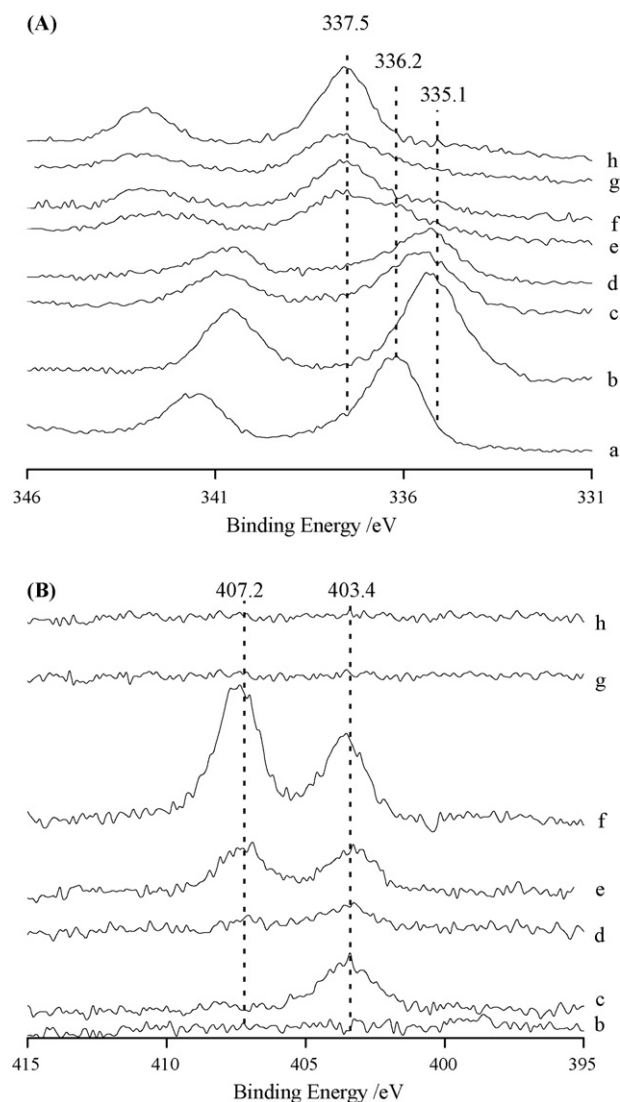 (A)
337.5
336.2
335.1
h
g
f
e
d
c
b
a
346 341 336 331
Binding Energy /eV
(B)
407.2 403.4
h
g
f
e
d
c
b
415 410 405 400 395
Binding Energy /eV